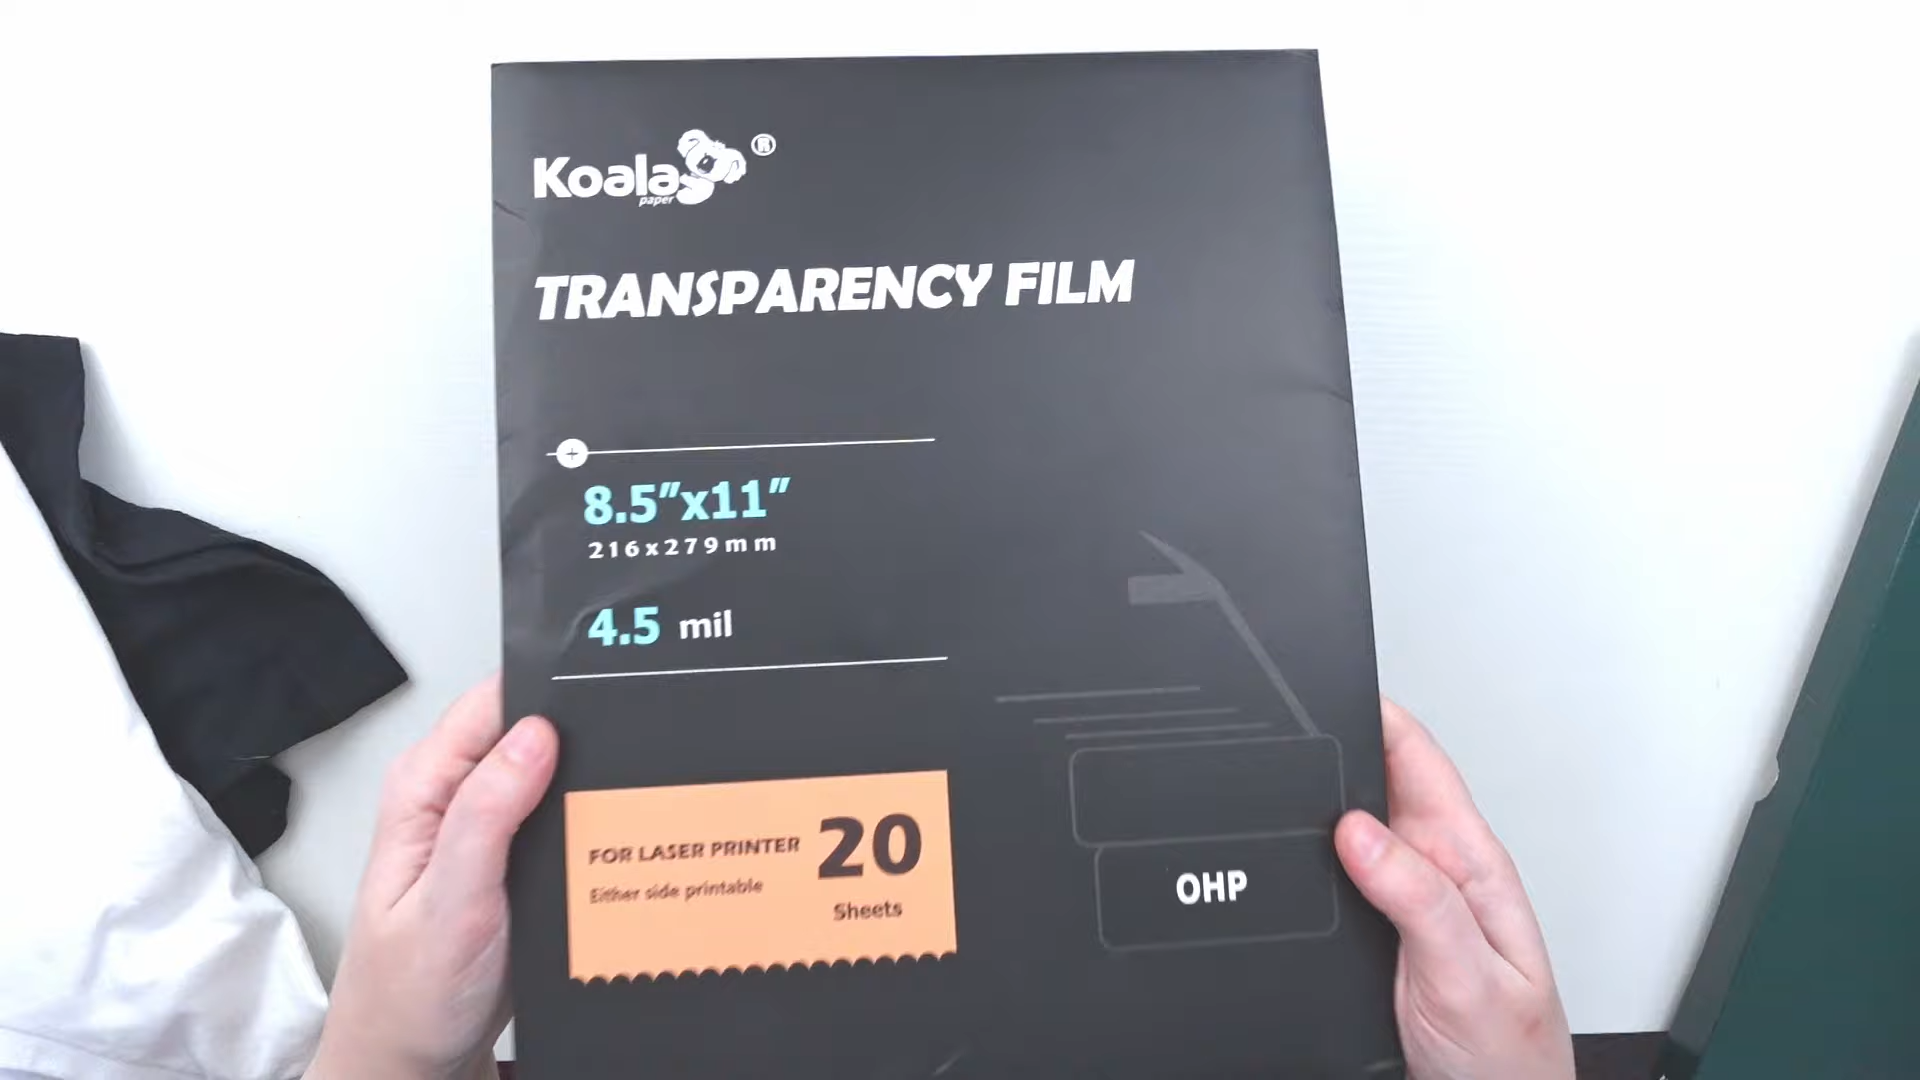 Koala ®
paper
TRANSPARENCY FILM
8.5”x11”
216x279mm
4.5 mil
FOR LASER PRINTER
Either side printable
20
Sheets
OHP